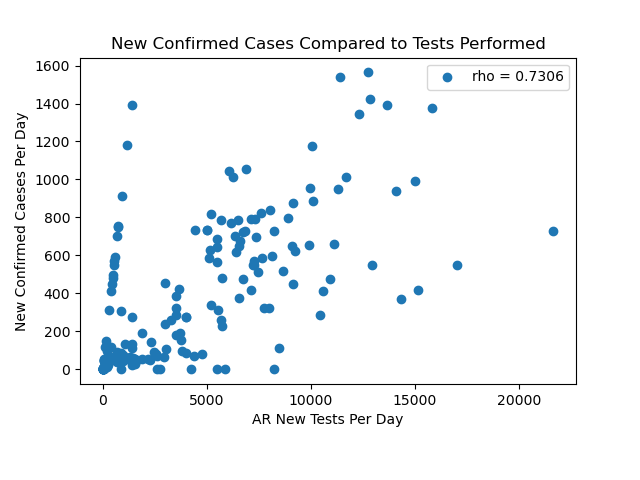 New Confirmed Cases Compared to Tests Performed
rho = 0.7306
1600
1400
1200
1000
800
600
400
200
0
New Confirmed Caeses Per Day
0 5000 10000 15000 20000
AR New Tests Per Day